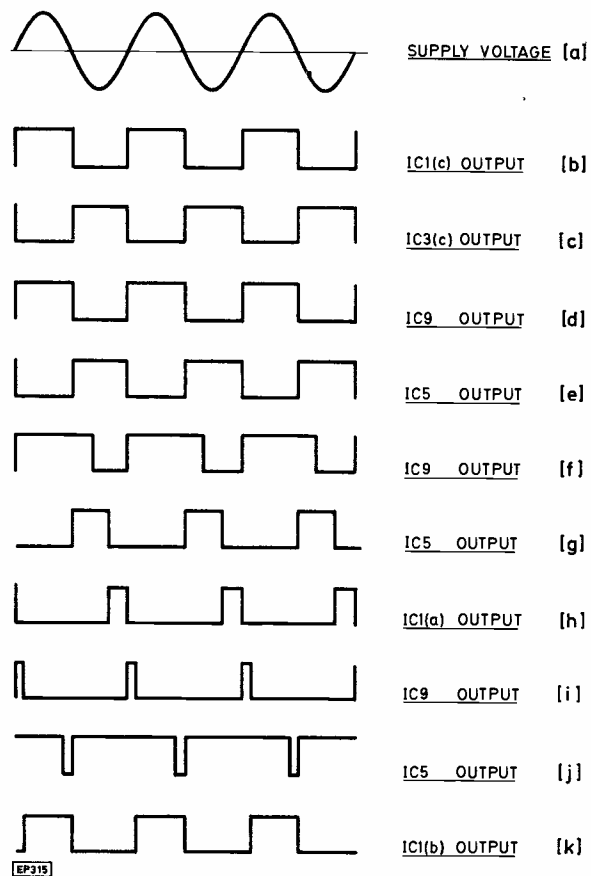 SUPPLY VOLTAGE [a]
IC1(c) OUTPUT [b]
IC3(c) OUTPUT [c]
IC9 OUTPUT [d]
IC5 OUTPUT [e]
IC9 OUTPUT [f]
IC5 OUTPUT [g]
IC1(a) OUTPUT [h]
IC9 OUTPUT [i]
IC5 OUTPUT [j]
IC1(b) OUTPUT [k]
EP315